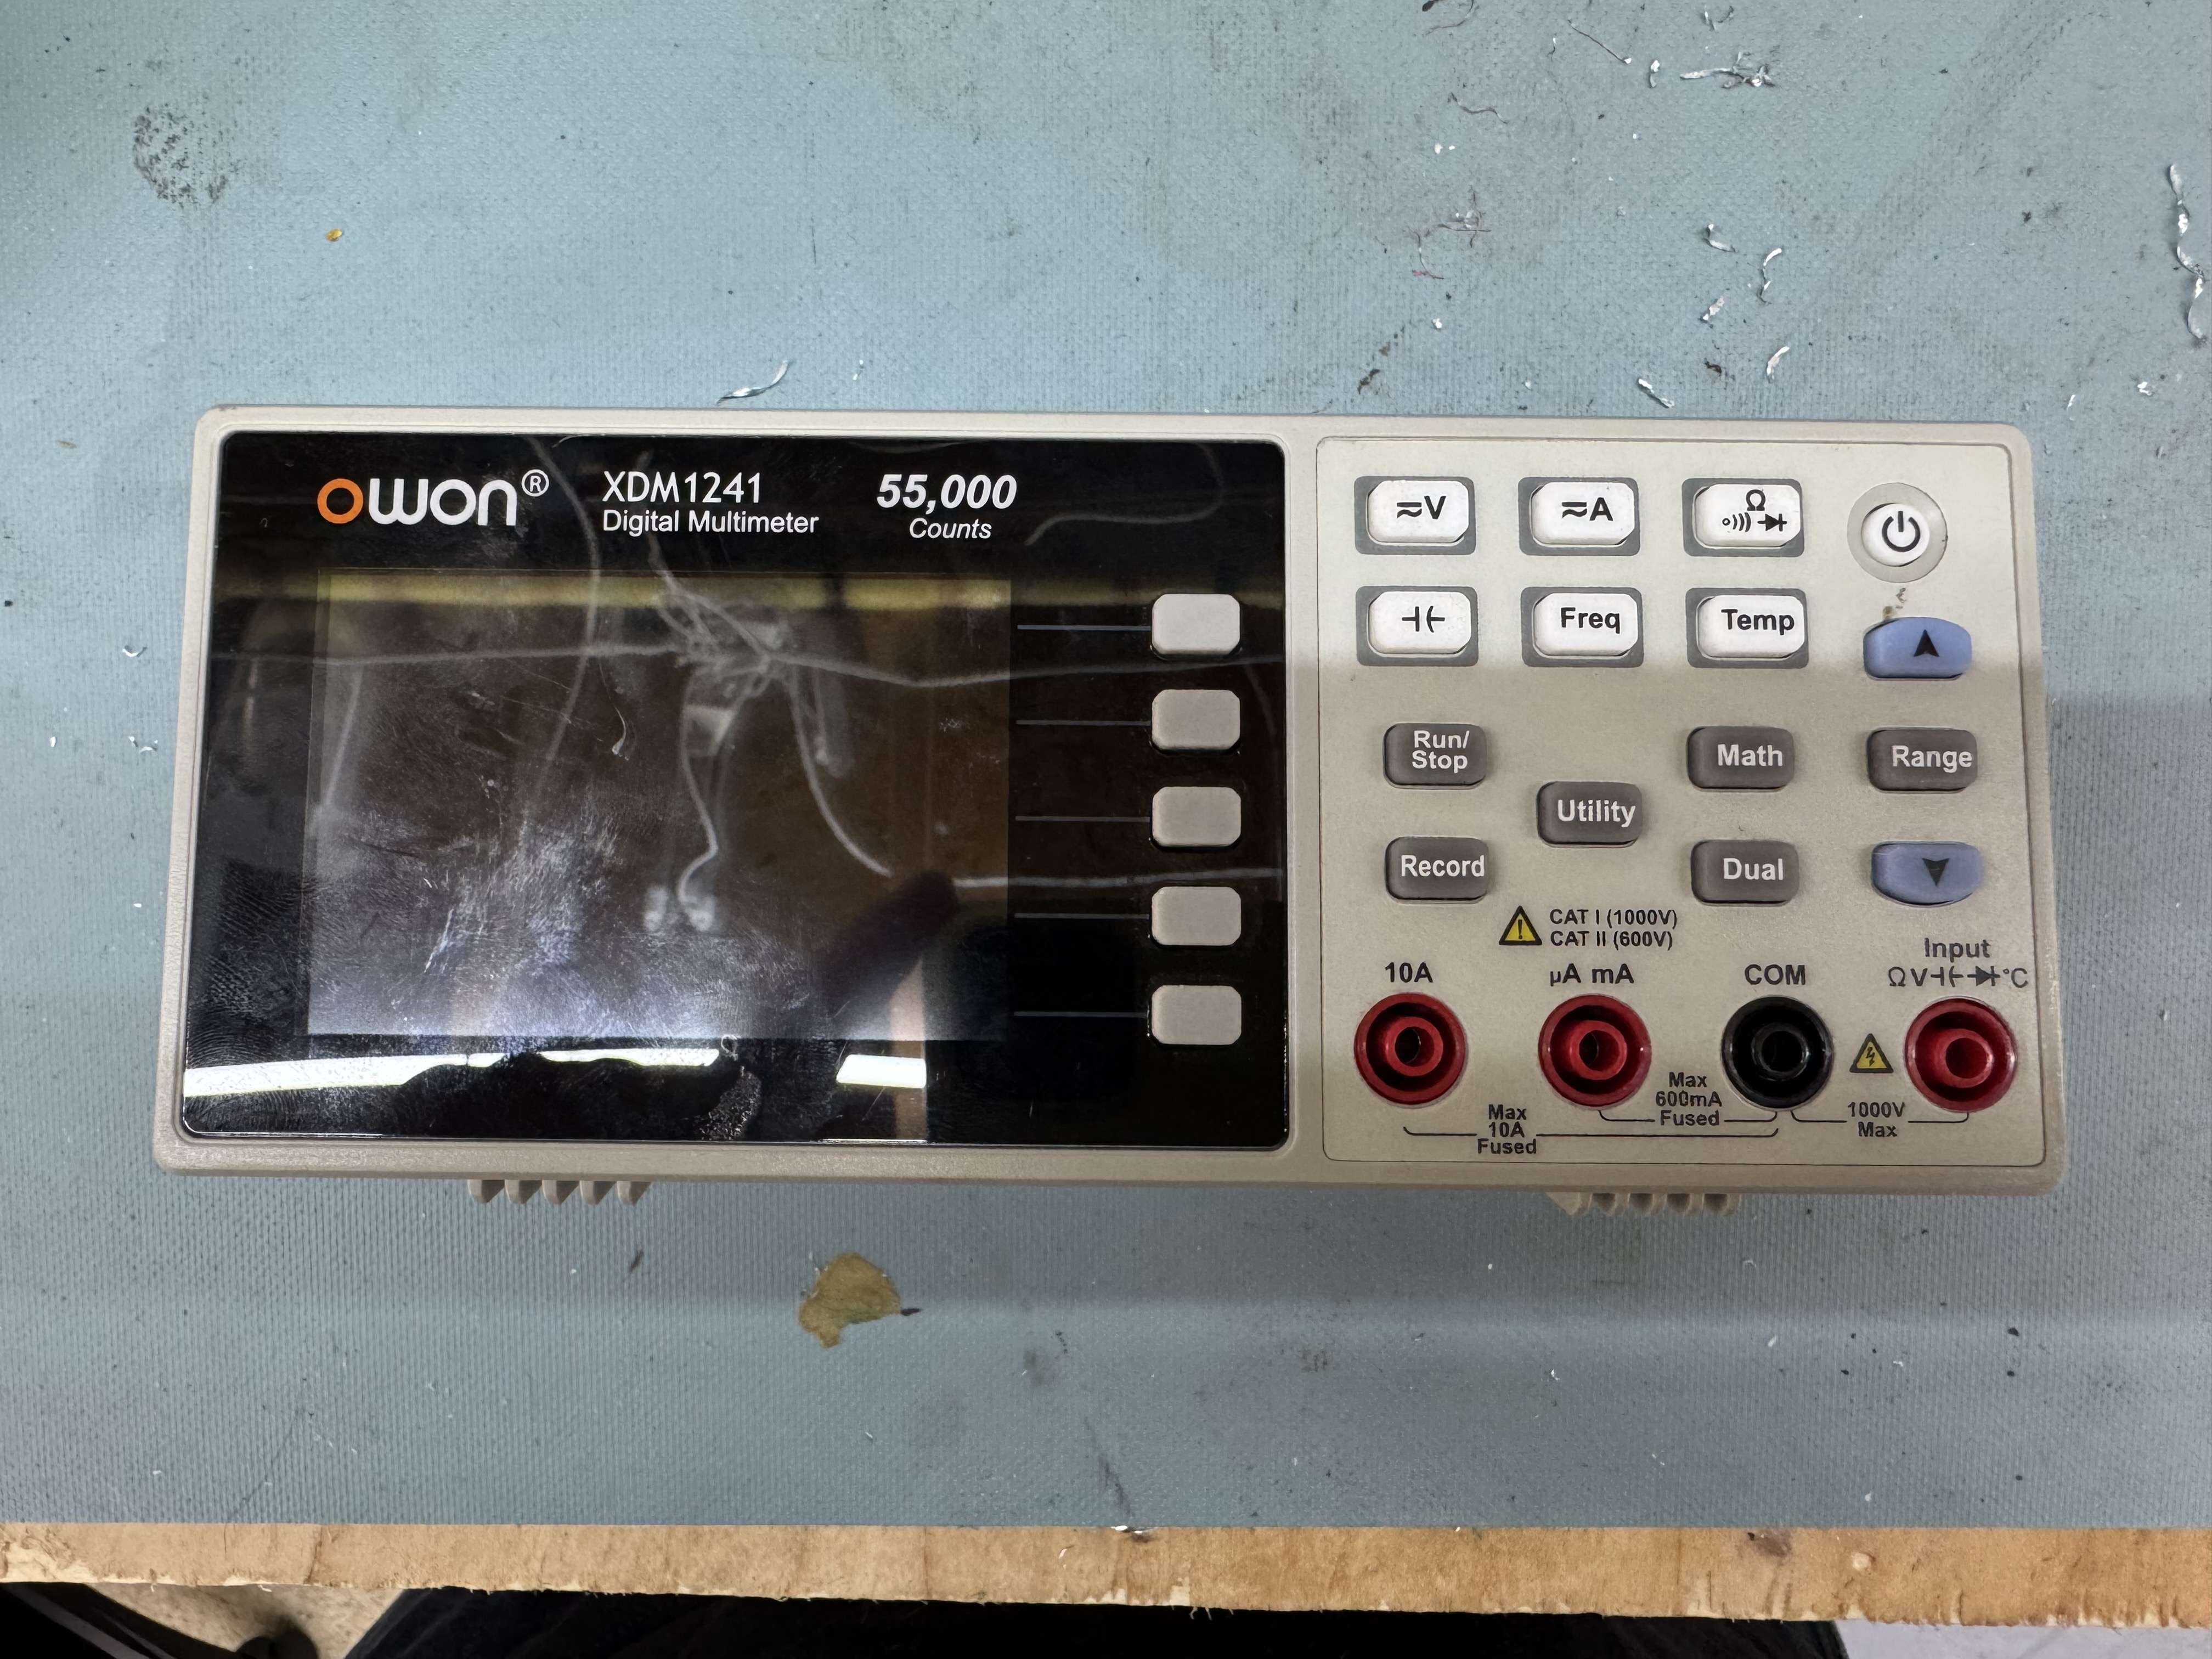 owon®
XDM1241
Digital Multimeter
55,000
Counts
≂V
≂A
Ω
Freq
Temp
Run/
Stop
Math
Range
Utility
Record
Dual
CAT I (1000V)
CAT II (600V)
Input
10A
µA mA
COM
Ω V ⊣⊢ ➔ °C
Max
600mA
Fused
Max
10A
Fused
1000V
Max